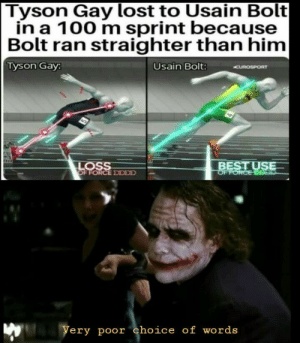 Tyson Gay lost to Usain Bolt
in a 100 m sprint because
Bolt ran straighter than him
Tyson Gay:
Usain Bolt:
EUROSPORT
LOSS
OF FORCE
BEST USE
OF FORCE
Very poor choice of words